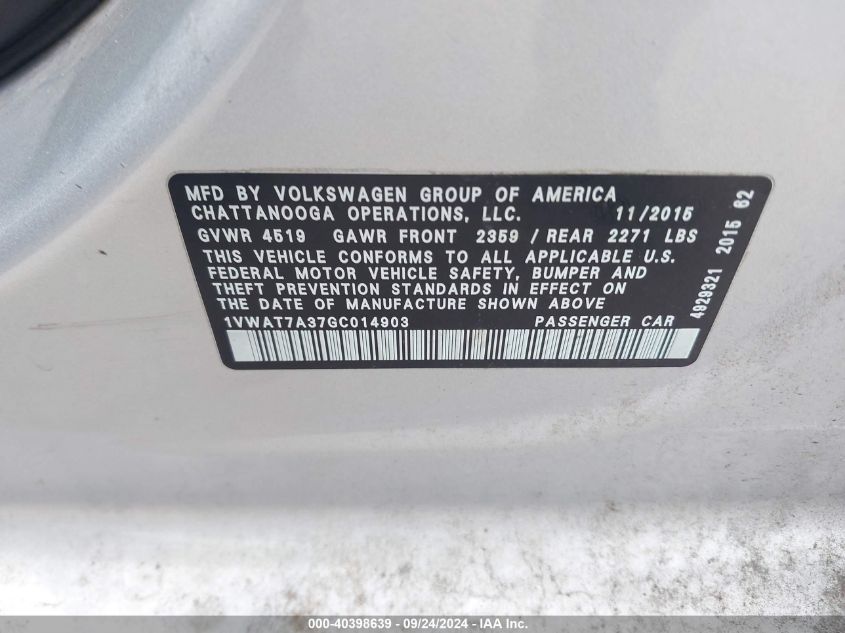 MFD BY VOLKSWAGEN GROUP OF AMERICA
CHATTANOOGA OPERATIONS, LLC. 11/2015
GVWR 4519 GAWR FRONT 2359 / REAR 2271 LBS
THIS VEHICLE CONFORMS TO ALL APPLICABLE U.S.
FEDERAL MOTOR VEHICLE SAFETY, BUMPER AND
THEFT PREVENTION STANDARDS IN EFFECT ON
THE DATE OF MANUFACTURE SHOWN ABOVE
1VWAT7A37GC014903 PASSENGER CAR
4929321 2015 62
000-40398639 - 09/24/2024 - IAA Inc.